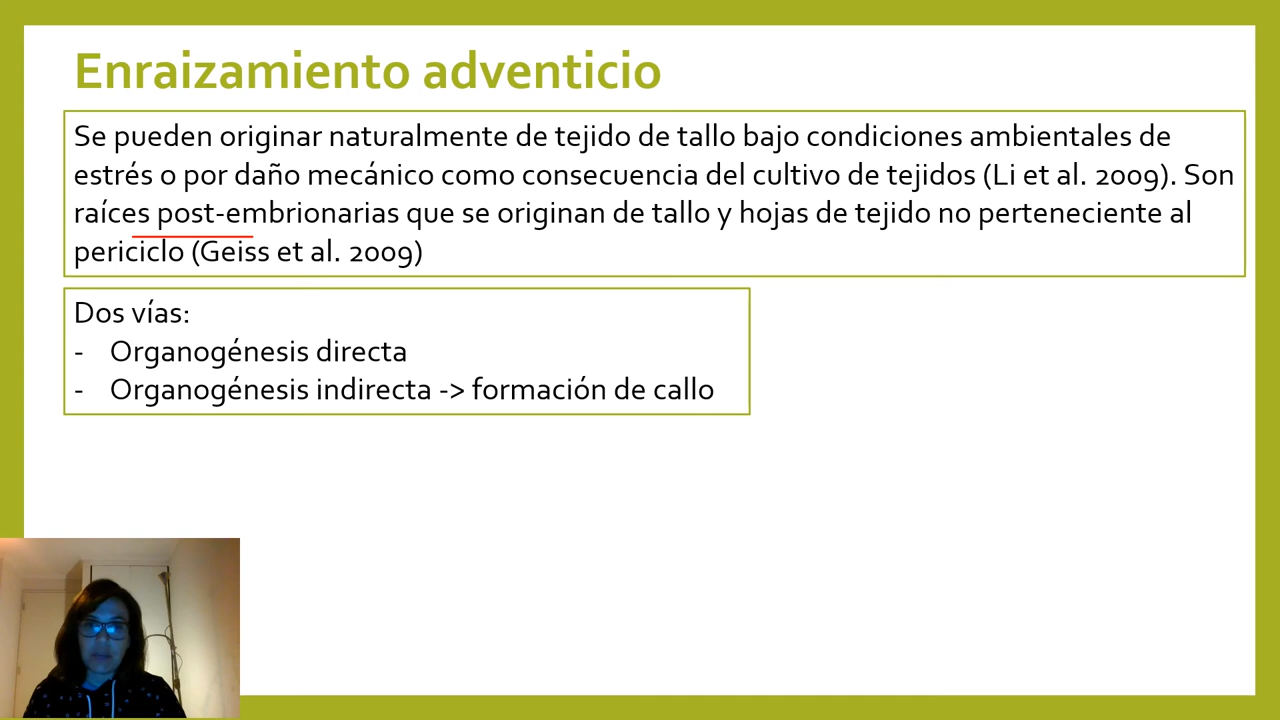 Enraizamiento adventicio
Se pueden originar naturalmente de tejido de tallo bajo condiciones ambientales de
estrés o por daño mecánico como consecuencia del cultivo de tejidos (Li et al. 2009). Son
raíces post-embrionarias que se originan de tallo y hojas de tejido no perteneciente al
periciclo (Geiss et al. 2009)
Dos vías:
- Organogénesis directa
- Organogénesis indirecta -> formación de callo